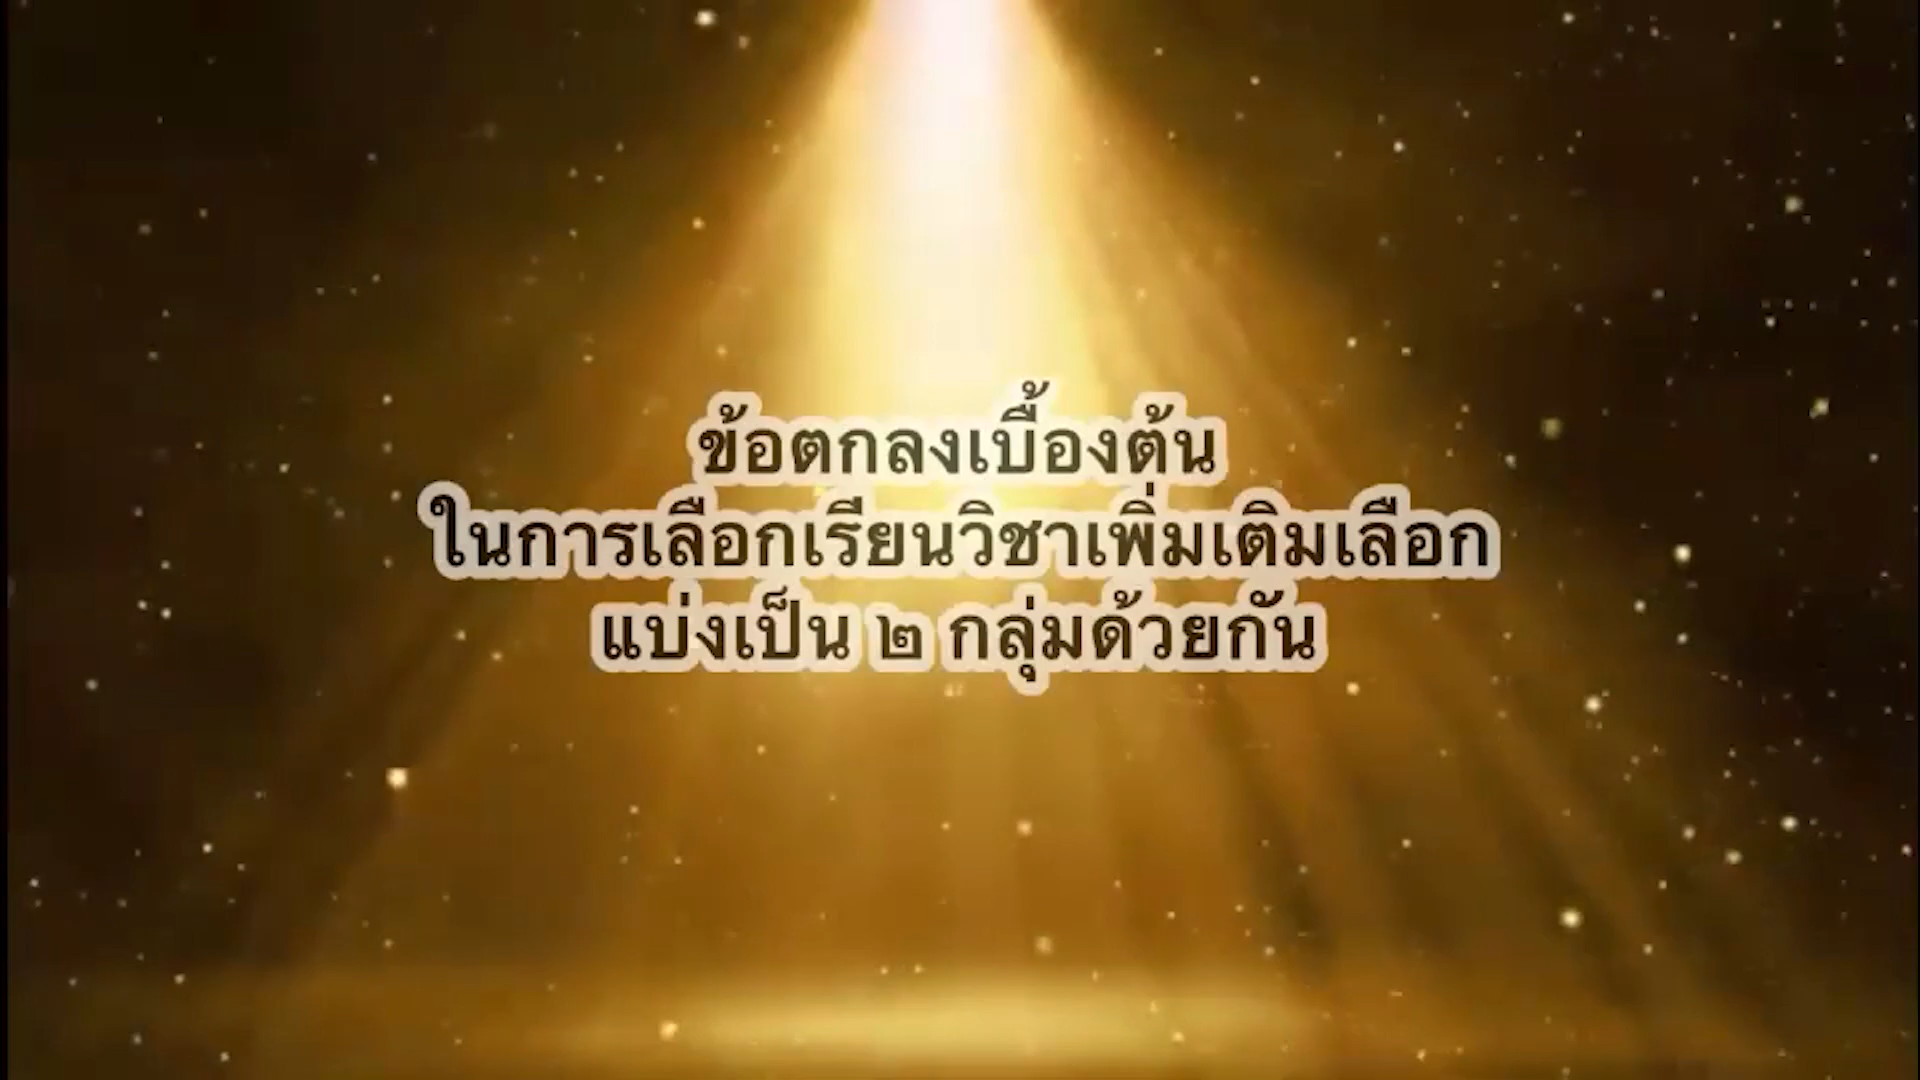 ข้อตกลงเบื้องต้น
ในการเลือกเรียนวิชาเพิ่มเติมเลือก
แบ่งเป็น ๒ กลุ่มด้วยกัน